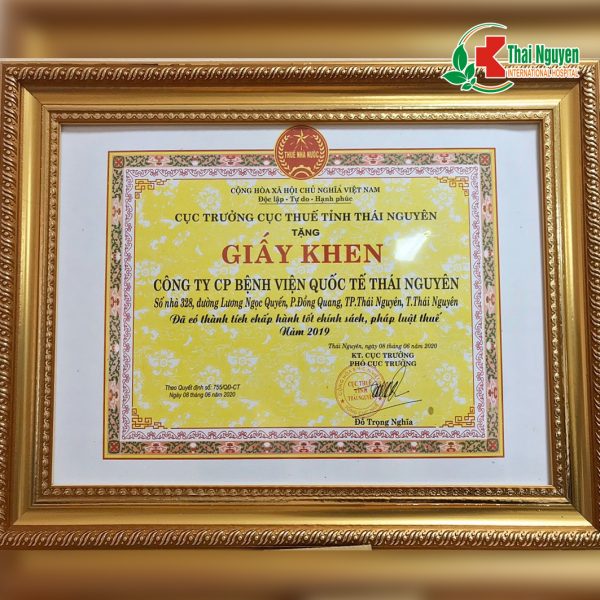 Thai Nguyen
INTERNATIONAL HOSPITAL
THUẾ NHÀ NƯỚC
CỘNG HÒA XÃ HỘI CHỦ NGHĨA VIỆT NAM
Độc lập - Tự do - Hạnh phúc
CỤC TRƯỞNG CỤC THUẾ TỈNH THÁI NGUYÊN
TẶNG
GIẤY KHEN
CÔNG TY CP BỆNH VIỆN QUỐC TẾ THÁI NGUYÊN
Số nhà 328, đường Lương Ngọc Quyến, P.Đồng Quang, TP.Thái Nguyên, T.Thái Nguyên
Đã có thành tích chấp hành tốt chính sách, pháp luật thuế
Năm 2019
Thái Nguyên, ngày 08 tháng 06 năm 2020
KT. CỤC TRƯỞNG
PHÓ CỤC TRƯỞNG
CỤC THUẾ
TỈNH
THÁI NGUYÊN
Theo Quyết định số: 755/QĐ-CT
Ngày 08 tháng 06 năm 2020
Đỗ Trọng Nghĩa